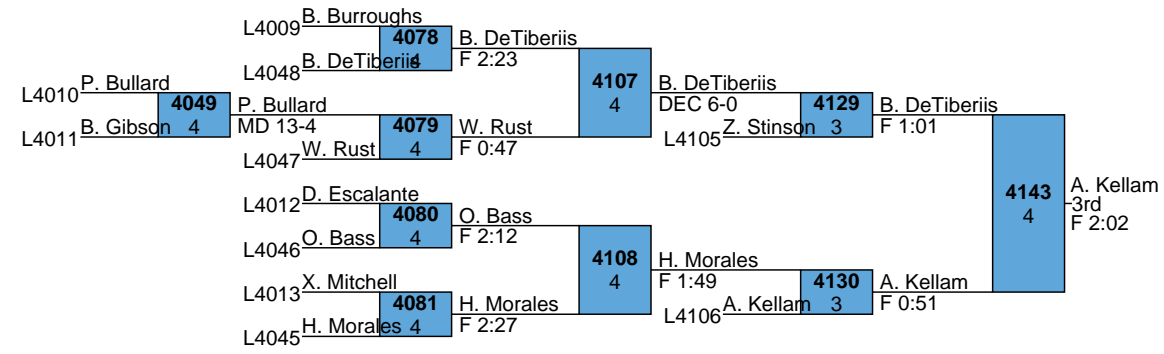 B. Burroughs
L4009
4078
B. DeTiberiis
L4048
B. DeTiberiis
4
F 2:23
P. Bullard
L4010
4049
P. Bullard
L4011
B. Gibson
4
MD 13-4
4079
W. Rust
L4047
W. Rust
4
F 0:47
4107
4
B. DeTiberiis
DEC 6-0
4129
B. DeTiberiis
L4105
Z. Stinson
3
F 1:01
D. Escalante
L4012
4080
O. Bass
L4046
O. Bass
4
F 2:12
X. Mitchell
L4013
4081
H. Morales
L4045
H. Morales
4
F 2:27
4108
4
H. Morales
F 1:49
4130
A. Kellam
L4106
A. Kellam
3
F 0:51
4143
4
A. Kellam
3rd
F 2:02